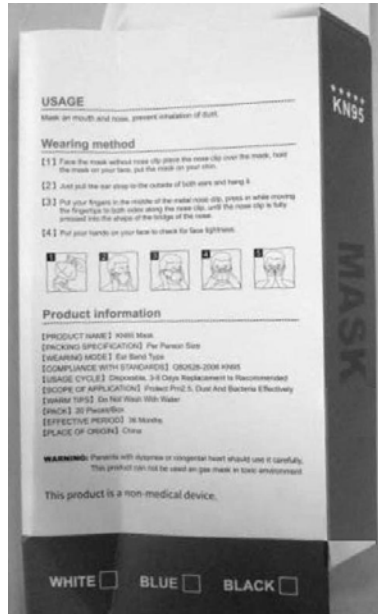 USAGE
Mask on mouth and nose, prevent inhalation of dust.
Wearing method
【1】Face the mask without nose clip place the nose clip over the mask, hold
the mask on your face, put the mask on your chin.
【2】Just pull the ear strap to the outside of both ears and hang it.
【3】Put your fingers in the middle of the metal nose clip, press in while moving
the fingertips to both sides along the nose clip, until the nose clip is fully
pressed into the shape of the bridge of the nose.
【4】Put your hands on your face to check for face tightness.
1 2 3 4 5
Product information
【PRODUCT NAME】KN95 Mask
【PACKING SPECIFICATION】Per Person Size
【WEARING MODE】Ear Band Type
【COMPLIANCE WITH STANDARDS】GB2626-2006 KN95
【USAGE CYCLE】Disposable, 3-5 Days Replacement Is Recommended
【SCOPE OF APPLICATION】Protect Pm2.5, Dust And Bacteria Effectively
【WARM TIPS】Do Not Wash With Water
【PACK】20 Pieces/Box
【EFFECTIVE PERIOD】36 Months
【PLACE OF ORIGIN】China
WARNING: Persons with dyspnea or congenital heart should use it carefully,
This product can not be used as gas mask in toxic environment
This product is a non-medical device.
WHITE BLUE BLACK
KN95
MASK